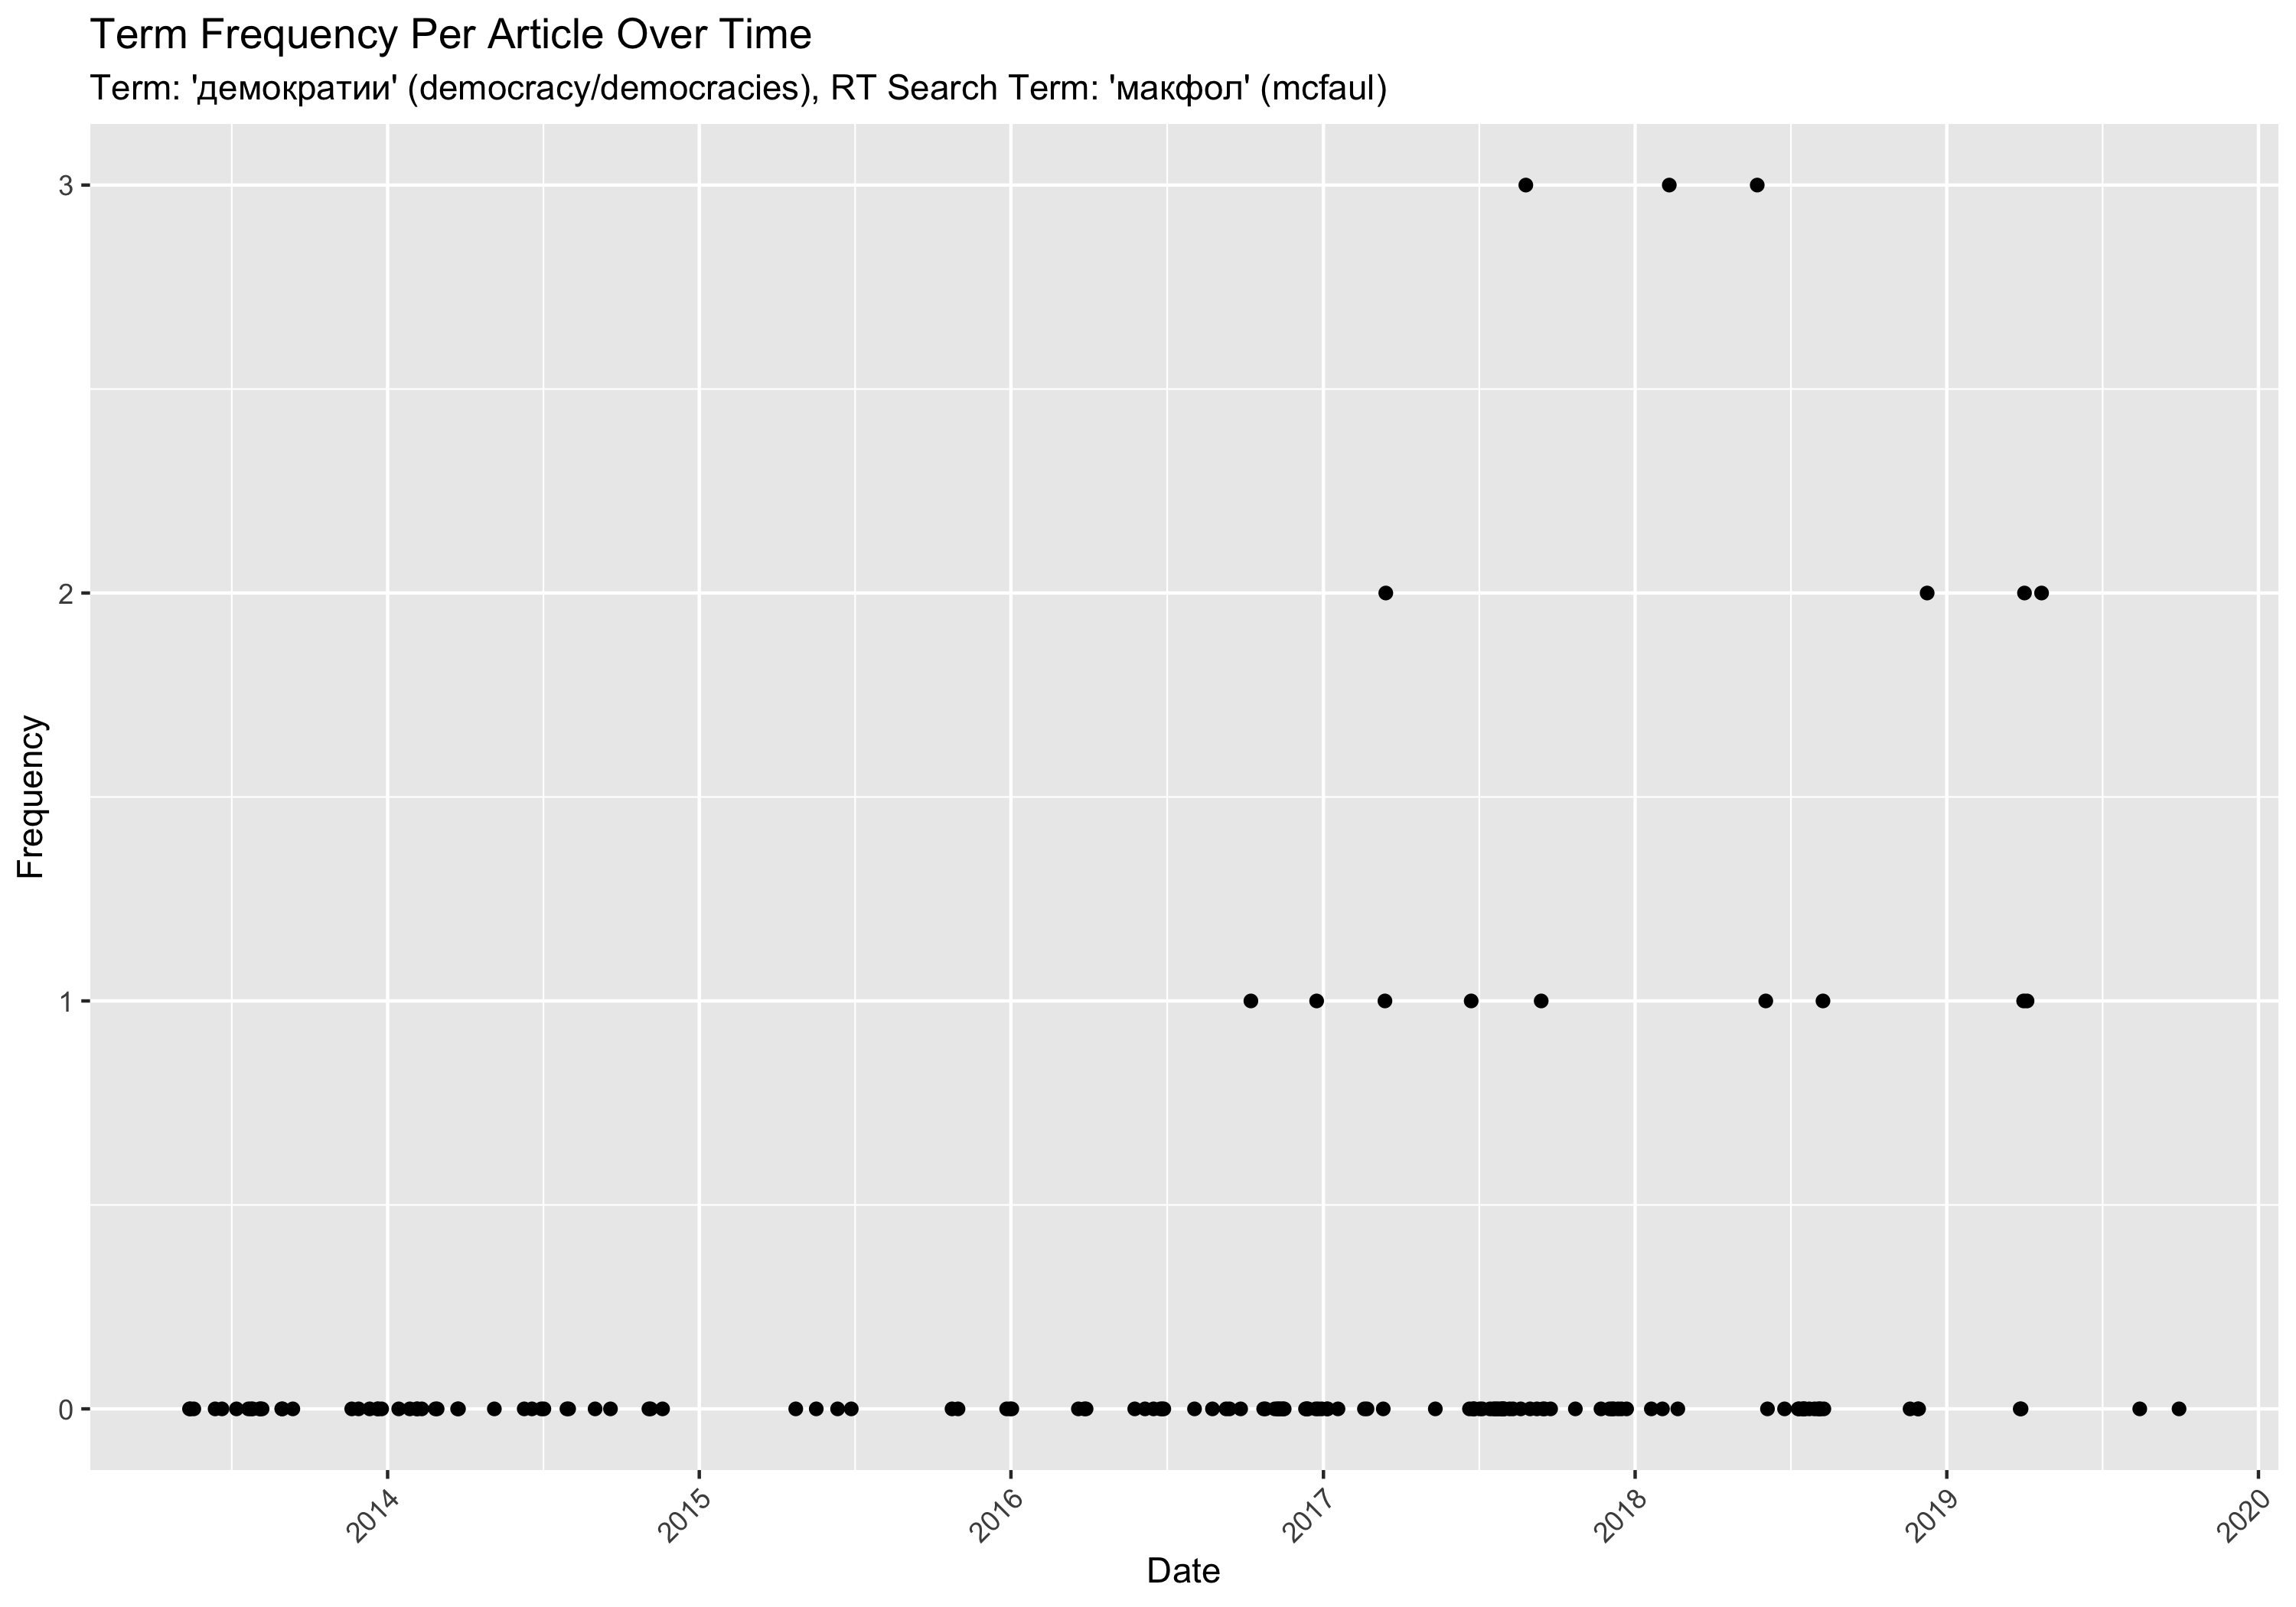 Term Frequency Per Article Over Time
Term: 'демократии' (democracy/democracies), RT Search Term: 'макфол' (mcfaul)
Frequency
3
2
1
0
2014 2015 2016 2017 2018 2019 2020
Date